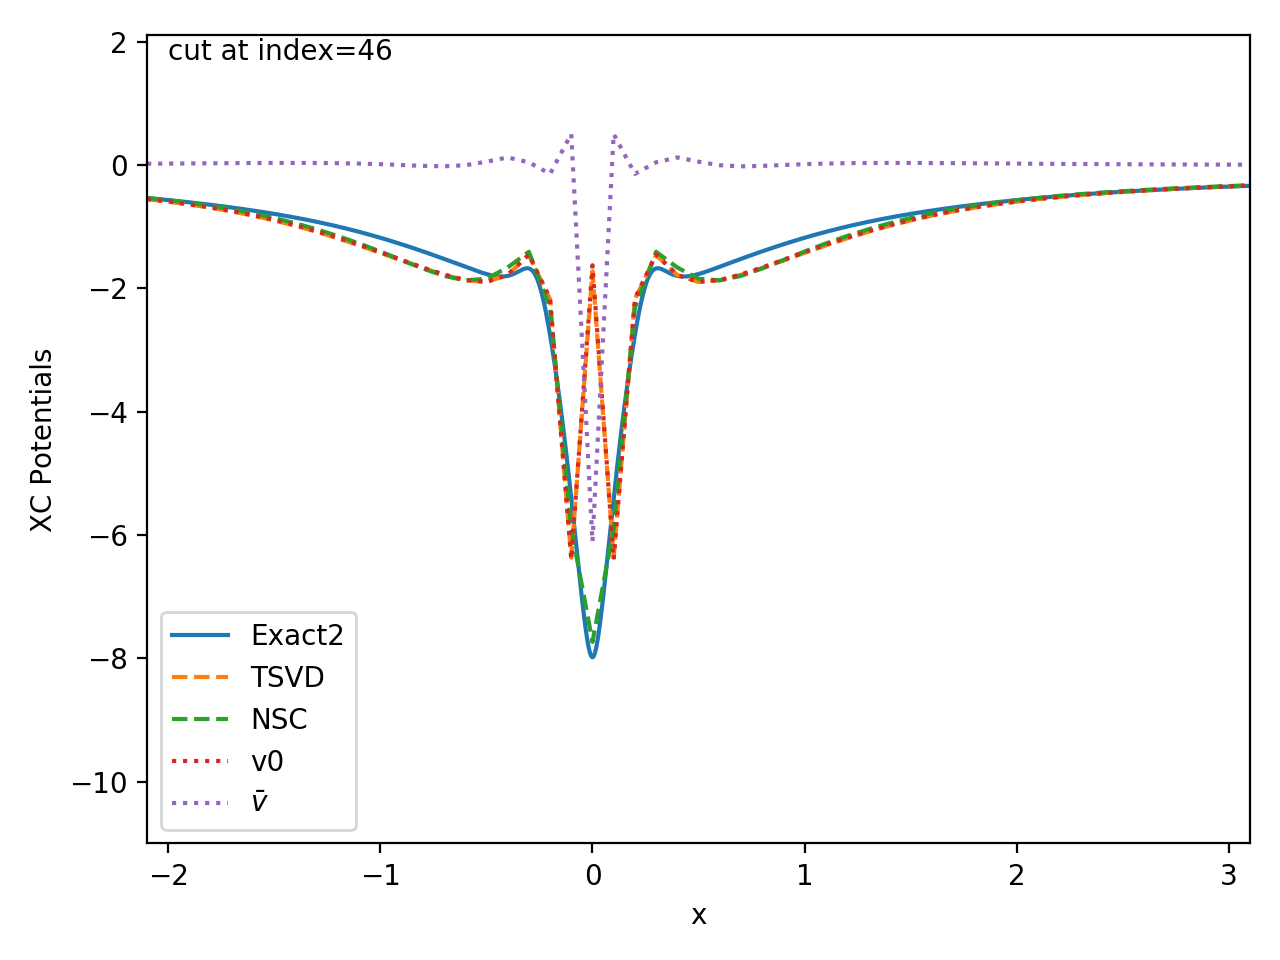 cut at index=46
XC Potentials
2
0
−2
−4
−6
−8
−10
Exact2
TSVD
NSC
v0
v̄
−2
−1
0
1
2
3
x